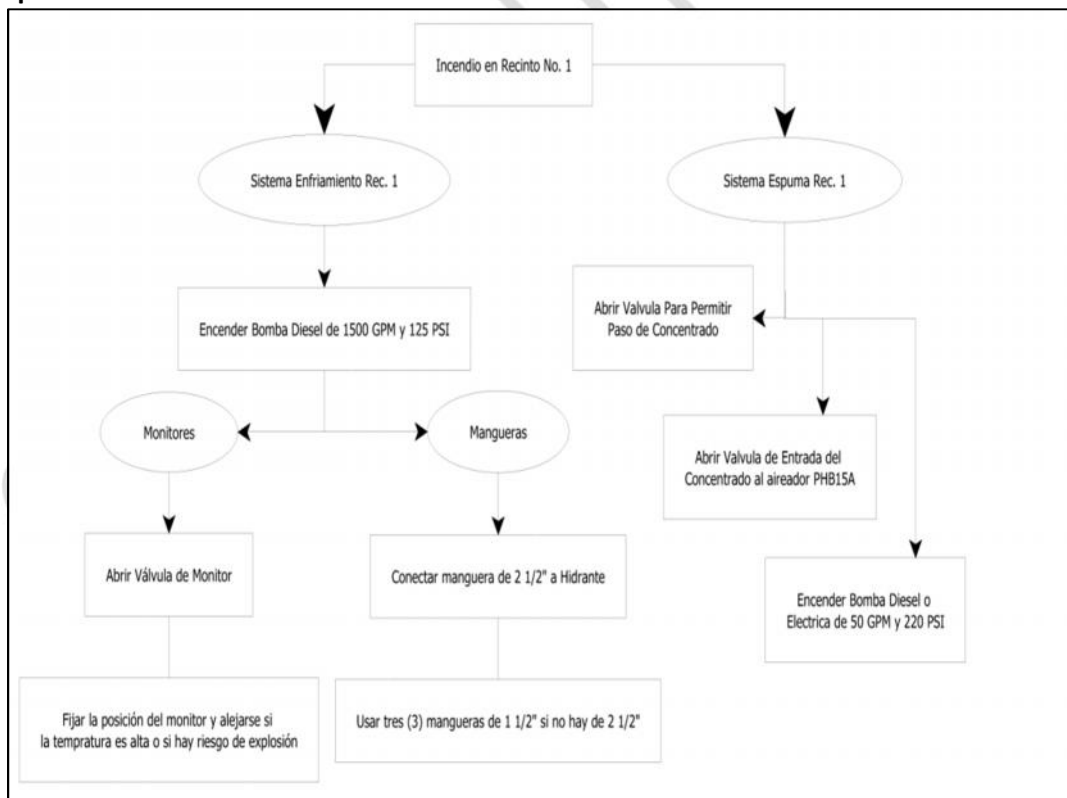 Incendio en Recinto No. 1
Sistema Enfriamiento Rec. 1
Sistema Espuma Rec. 1
Encender Bomba Diesel de 1500 GPM y 125 PSI
Abrir Valvula Para Permitir
Paso de Concentrado
Monitores
Mangueras
Abrir Valvula de Entrada del
Concentrado al aireador PHB15A
Abrir Válvula de Monitor
Conectar manguera de 2 1/2" a Hidrante
Encender Bomba Diesel o
Electrica de 50 GPM y 220 PSI
Fijar la posición del monitor y alejarse si
la tempratura es alta o si hay riesgo de explosión
Usar tres (3) mangueras de 1 1/2" si no hay de 2 1/2"